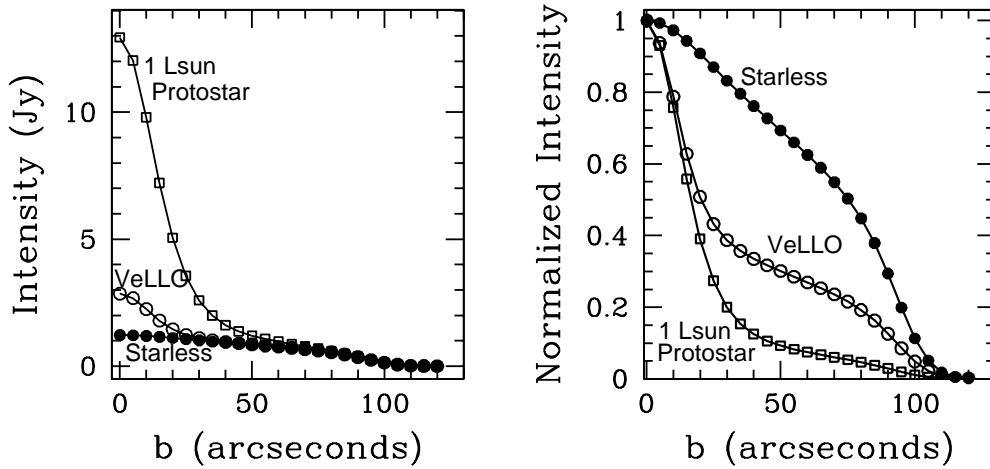 Intensity (Jy)
10
5
0
1 Lsun
Protostar
VeLLO
Starless
0
50
100
b (arcseconds)
Normalized Intensity
1
0.8
0.6
0.4
0.2
0
Starless
VeLLO
1 Lsun
Protostar
0
50
100
b (arcseconds)